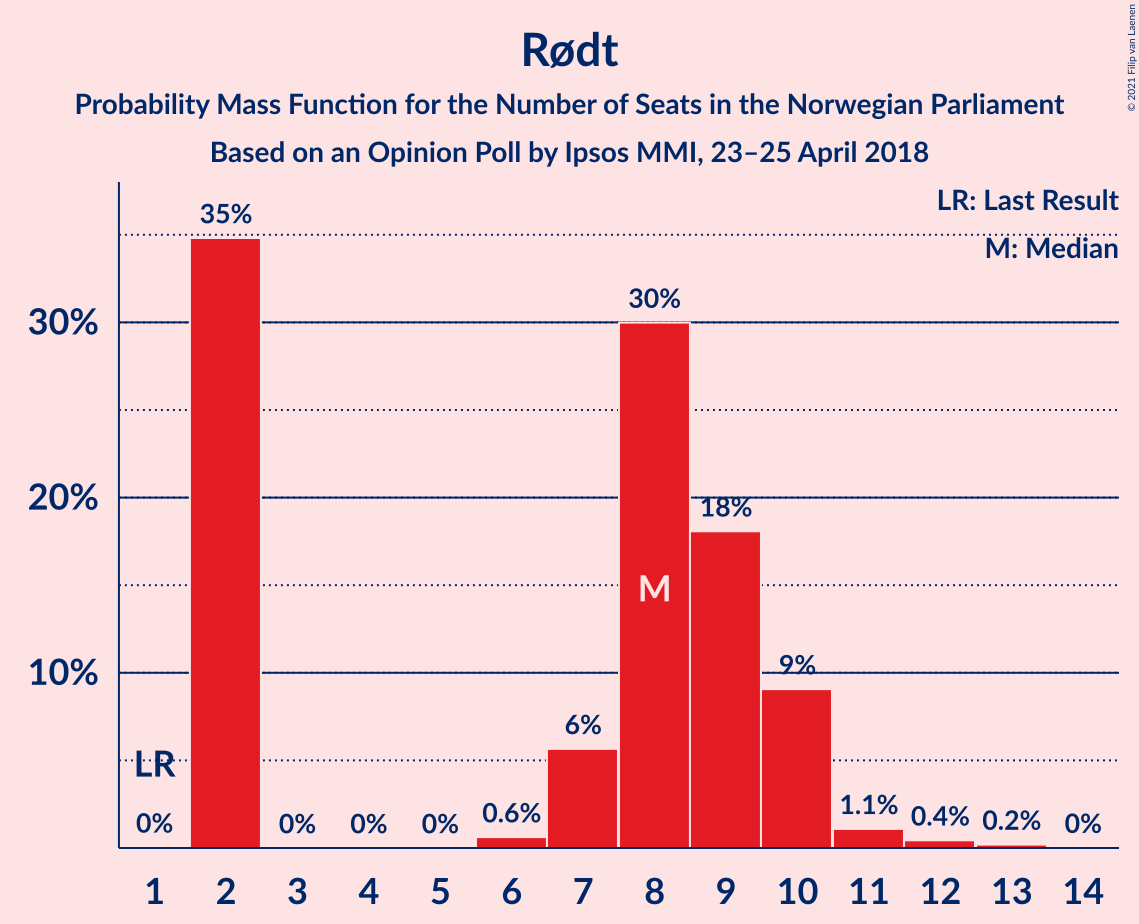 Rødt
Probability Mass Function for the Number of Seats in the Norwegian Parliament
Based on an Opinion Poll by Ipsos MMI, 23–25 April 2018
© 2021 Filip van Laenen
LR: Last Result
M: Median
35%
30%
30%
20%
18%
M
10%
9%
6%
LR
0%
0%
0%
0%
0.6%
1.1%
0.4%
0.2%
0%
1 2 3 4 5 6 7 8 9 10 11 12 13 14